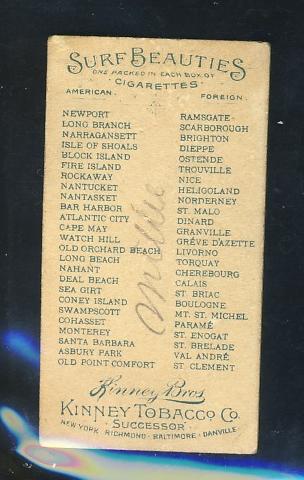 SURF BEAUTIES
ONE PACKED IN EACH BOX OF
CIGARETTES
AMERICAN. FOREIGN.
NEWPORT
LONG BRANCH
NARRAGANSETT
ISLE OF SHOALS
BLOCK ISLAND
FIRE ISLAND
ROCKAWAY
NANTUCKET
NANTASKET
BAR HARBOR
ATLANTIC CITY
CAPE MAY
WATCH HILL
OLD ORCHARD BEACH
LONG BEACH
NAHANT
DEAL BEACH
SEA GIRT
CONEY ISLAND
SWAMPSCOTT
COHASSET
MONTEREY
SANTA BARBARA
ASBURY PARK
OLD POINT COMFORT
RAMSGATE
SCARBOROUGH
BRIGHTON
DIEPPE
OSTENDE
TROUVILLE
NICE
HELIGOLAND
NORDERNEY
ST. MALO
DINARD
GRANVILLE
GRÉVE D'AZETTE
LIVORNO
TORQUAY
CHEREBOURG
CALAIS
ST. BRIAC
BOULOGNE
MT. ST. MICHEL
PARAMÉ
ST. ENOGAT
ST. BRELADE
VAL ANDRÉ
ST. CLEMENT
Mollie
Kinney Bros
KINNEY TOBACCO CO.
SUCCESSOR
NEW YORK - RICHMOND - BALTIMORE - DANVILLE.